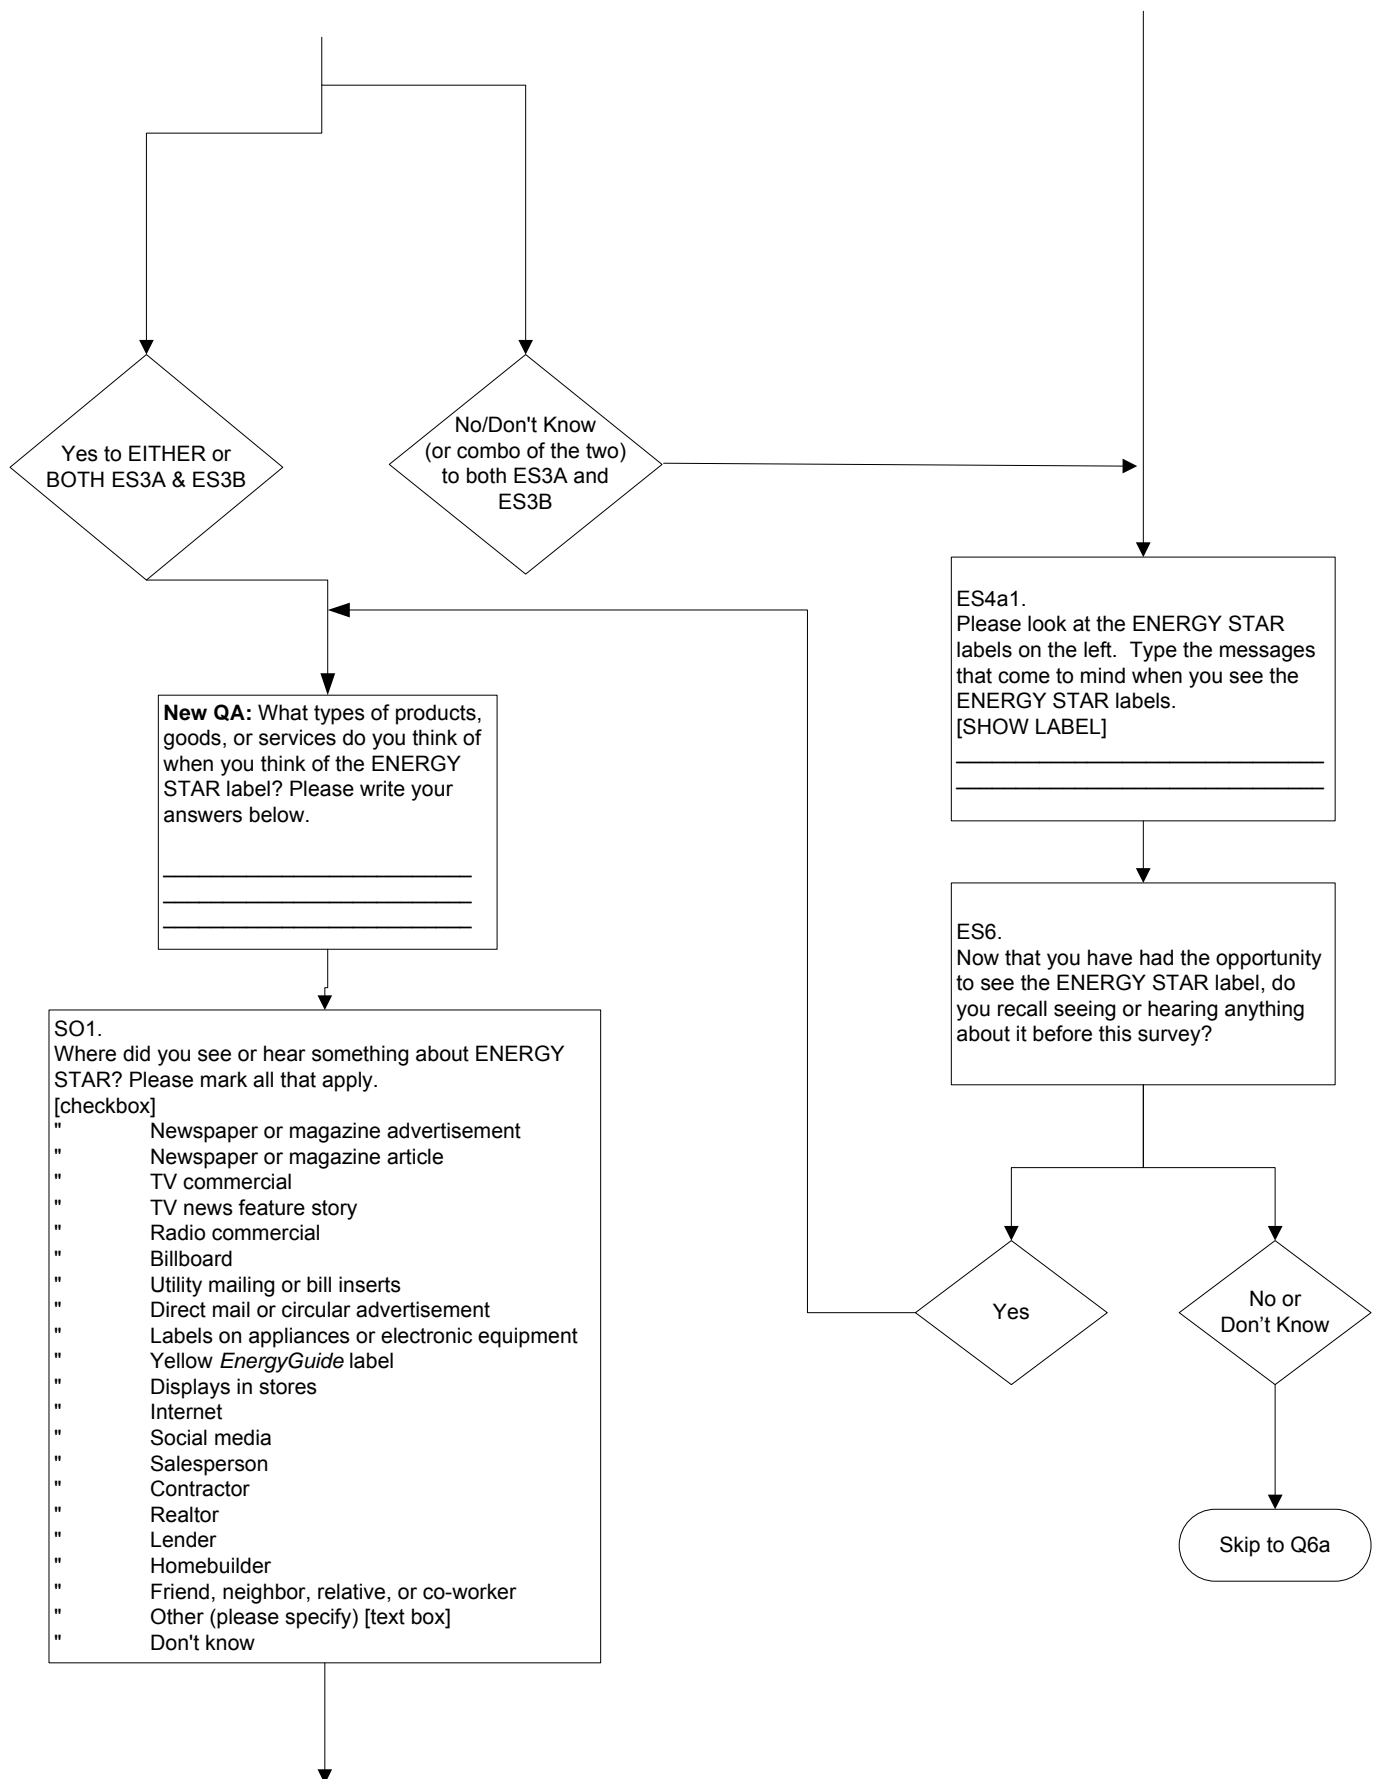 Yes to EITHER or
BOTH ES3A & ES3B
No/Don't Know
(or combo of the two)
to both ES3A and
ES3B
ES4a1.
Please look at the ENERGY STAR
labels on the left.  Type the messages
that come to mind when you see the
ENERGY STAR labels.
[SHOW LABEL]
New QA: What types of products,
goods, or services do you think of
when you think of the ENERGY
STAR label? Please write your
answers below.
ES6.
Now that you have had the opportunity
to see the ENERGY STAR label, do
you recall seeing or hearing anything
about it before this survey?
SO1.
Where did you see or hear something about ENERGY
STAR? Please mark all that apply.
[checkbox]
" Newspaper or magazine advertisement
" Newspaper or magazine article
" TV commercial
" TV news feature story
" Radio commercial
" Billboard
" Utility mailing or bill inserts
" Direct mail or circular advertisement
" Labels on appliances or electronic equipment
" Yellow EnergyGuide label
" Displays in stores
" Internet
" Social media
" Salesperson
" Contractor
" Realtor
" Lender
" Homebuilder
" Friend, neighbor, relative, or co-worker
" Other (please specify) [text box]
" Don't know
Yes
No or
Don’t Know
Skip to Q6a